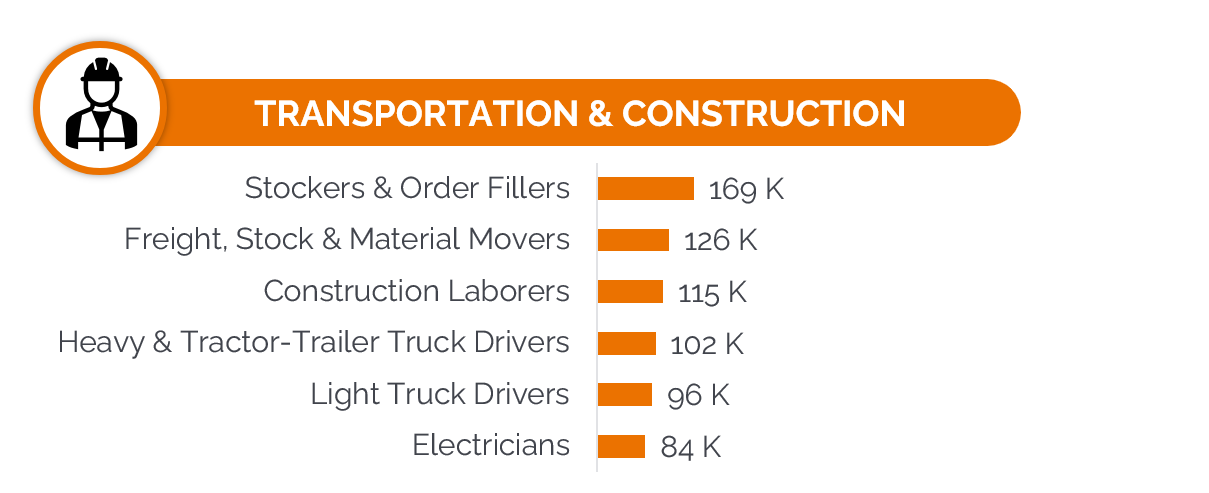 TRANSPORTATION & CONSTRUCTION
Stockers & Order Fillers 169 K
Freight, Stock & Material Movers 126 K
Construction Laborers 115 K
Heavy & Tractor-Trailer Truck Drivers 102 K
Light Truck Drivers 96 K
Electricians 84 K